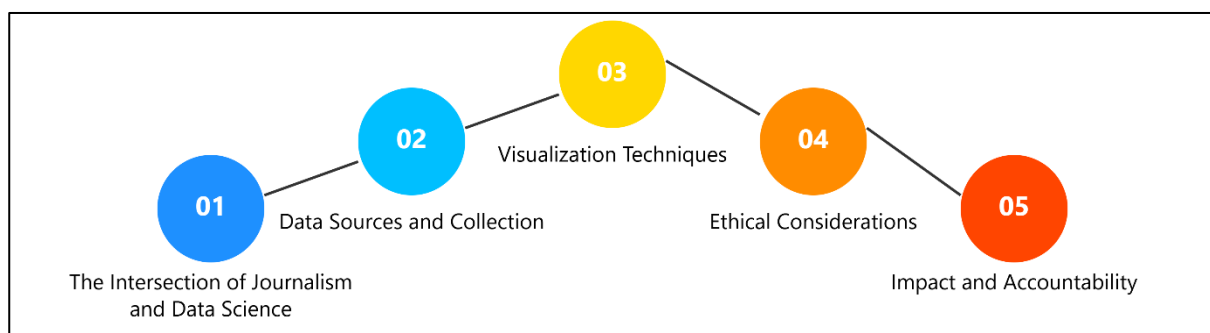 01
The Intersection of Journalism
and Data Science
02
Data Sources and Collection
03
Visualization Techniques
04
Ethical Considerations
05
Impact and Accountability